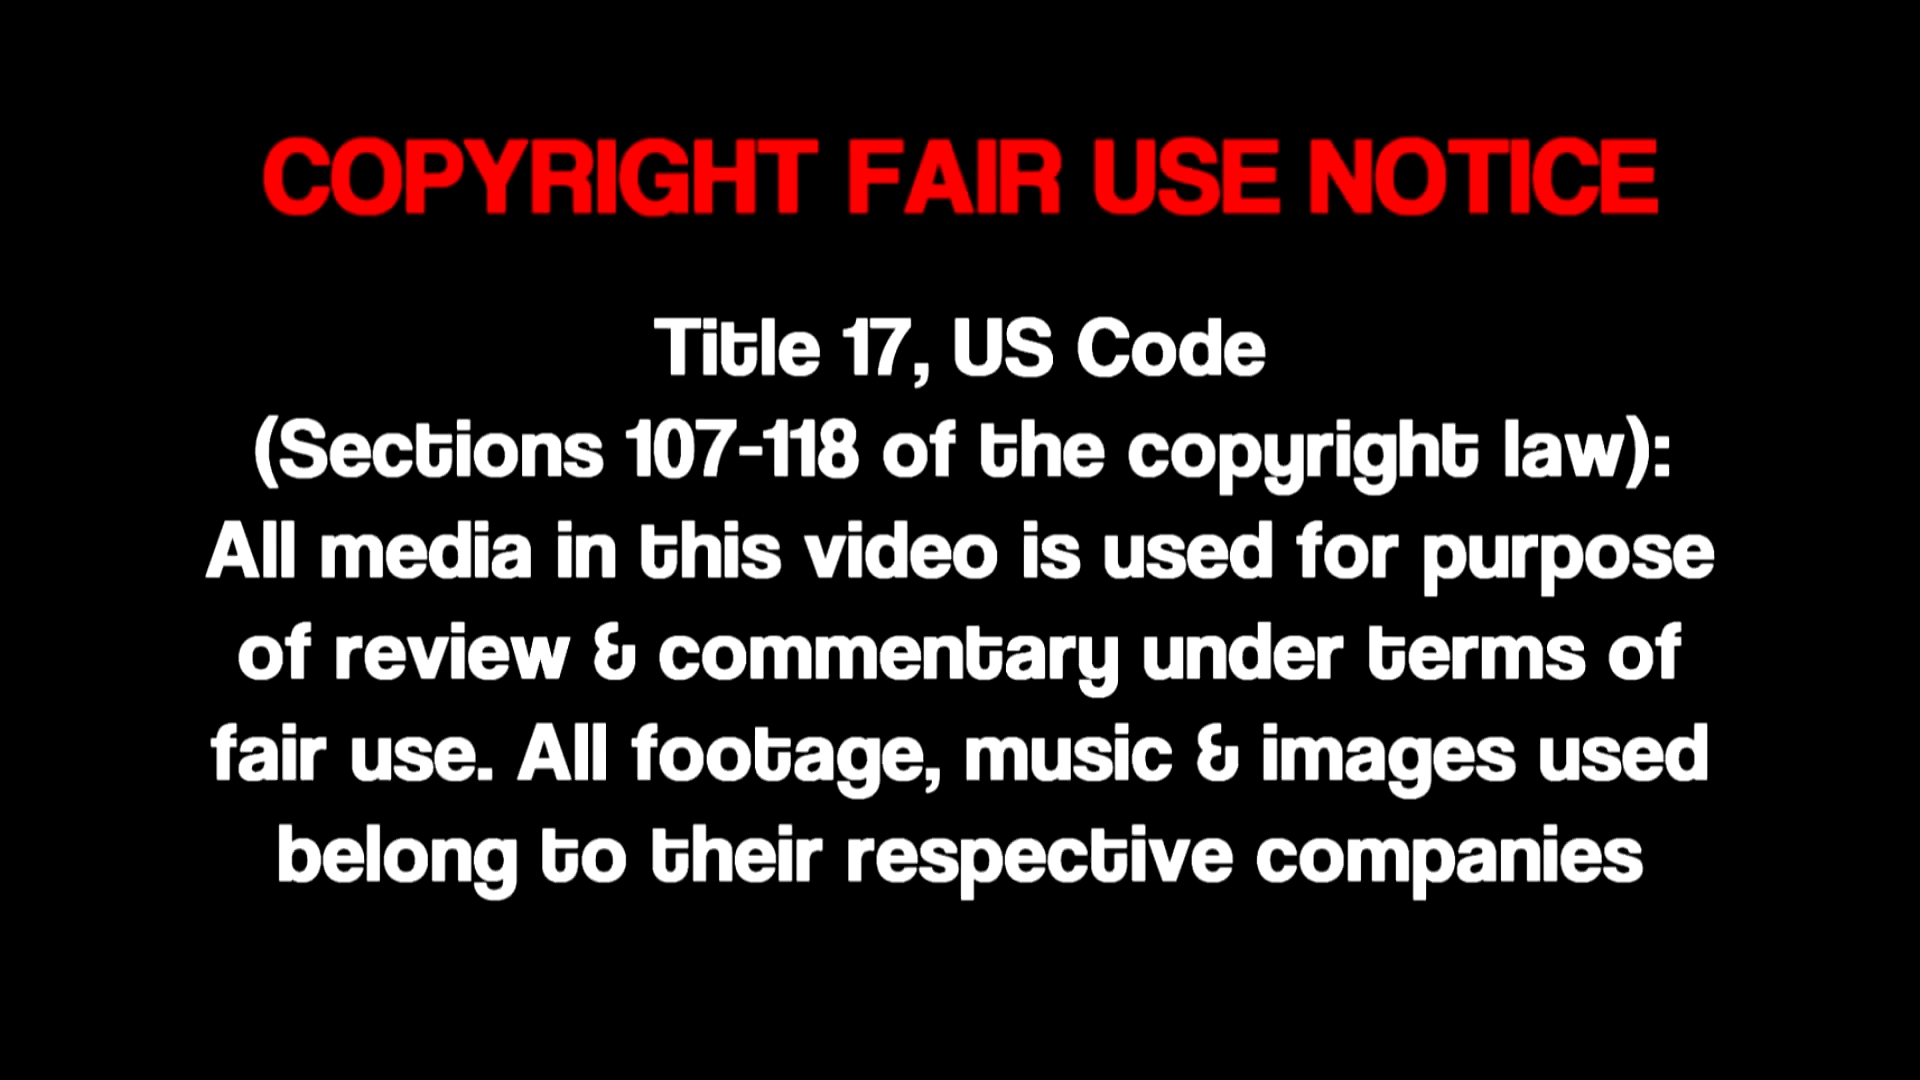 COPYRIGHT FAIR USE NOTICE
Title 17, US Code
(Sections 107-118 of the copyright law):
All media in this video is used for purpose
of review & commentary under terms of
fair use. All footage, music & images used
belong to their respective companies